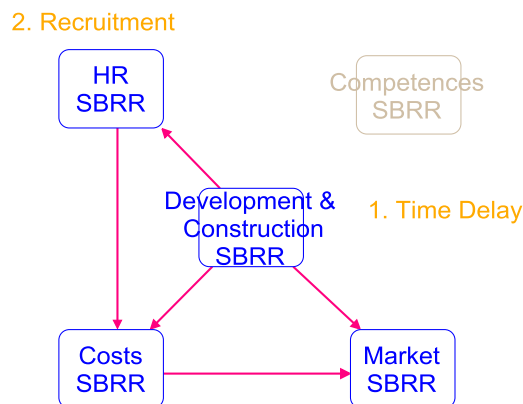 2. Recruitment
HR
SBRR
Competences
SBRR
Development &
Construction
SBRR
1. Time Delay
Costs
SBRR
Market
SBRR